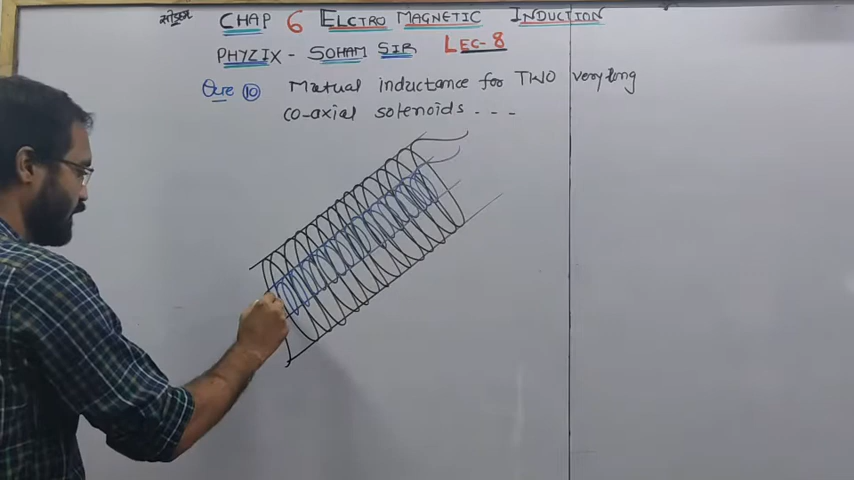 CHAP 6 ELCTRO MAGNETIC INDUCTION
PHYZIX - SOHAM SIR LEC-8
Que 10 Mutual inductance for TWO very long
co-axial solenoids - - -